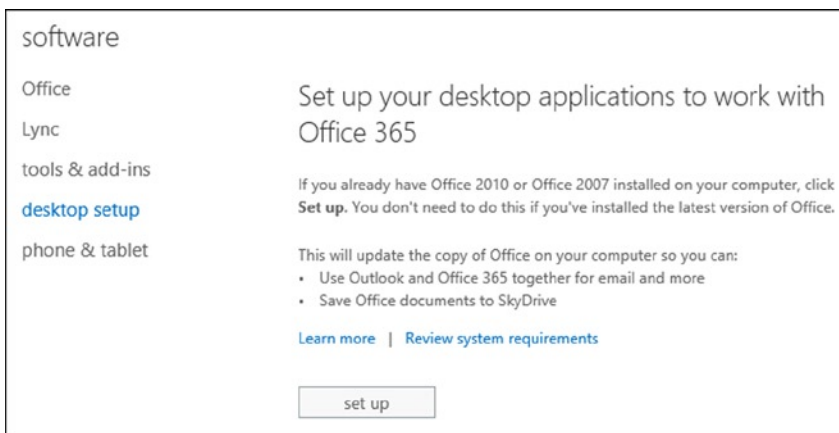 software
Office
Lync
tools & add-ins
desktop setup
phone & tablet
Set up your desktop applications to work with
Office 365
If you already have Office 2010 or Office 2007 installed on your computer, click
Set up. You don't need to do this if you've installed the latest version of Office.
This will update the copy of Office on your computer so you can:
• Use Outlook and Office 365 together for email and more
• Save Office documents to SkyDrive
Learn more | Review system requirements
set up